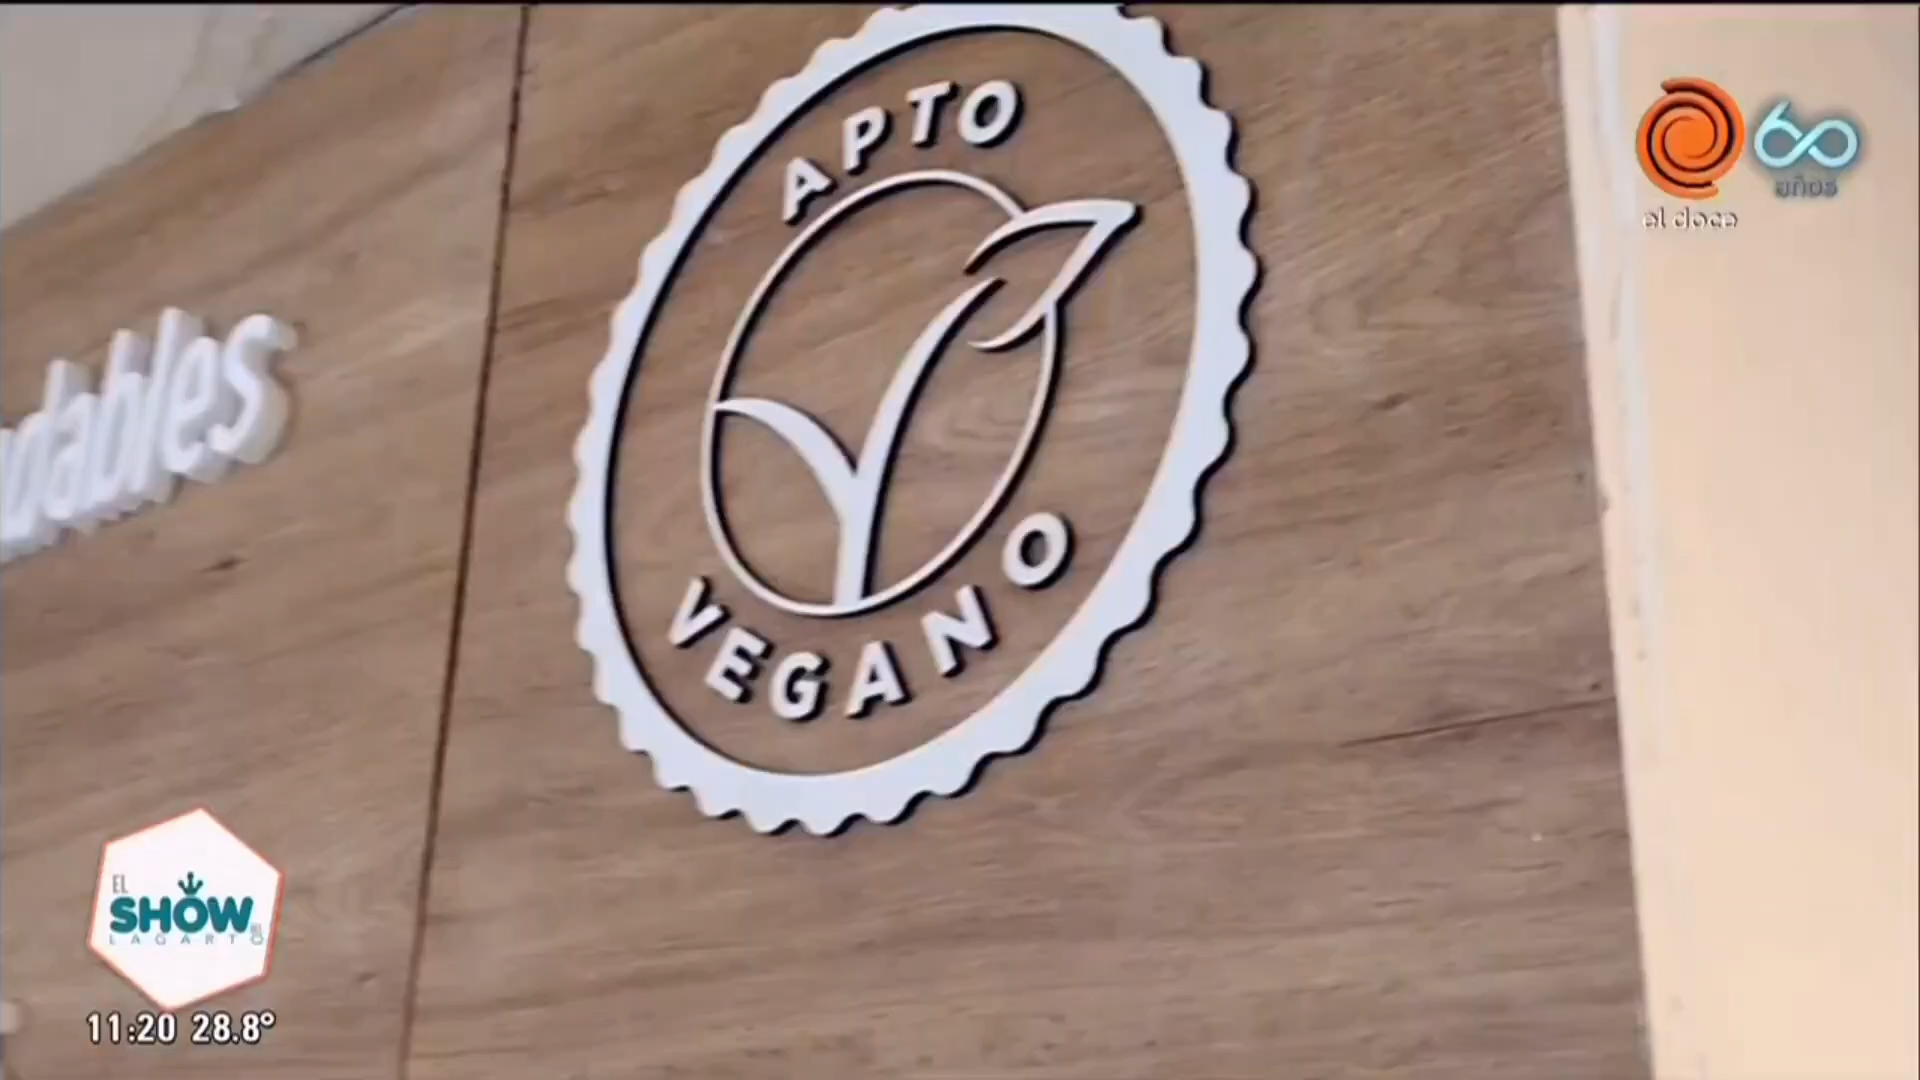 APTO
VEGANO
dables
60
años
el doce
EL
SHOW
LAGARTO
11:20 28.8°